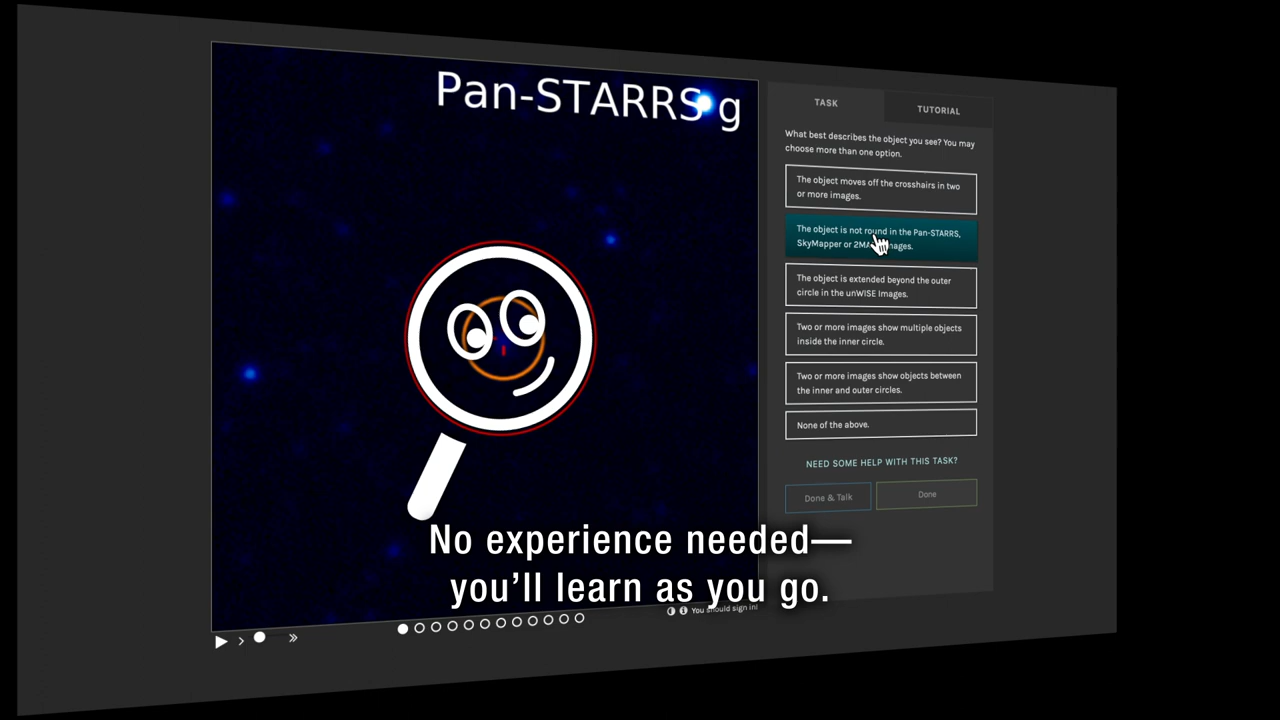 Pan-STARRS g
TASK
TUTORIAL
What best describes the object you see? You may
choose more than one option.
The object moves off the crosshairs in two
or more images.
The object is not round in the Pan-STARRS,
SkyMapper or images.
The object is extended beyond the outer
circle in the unWISE Images.
Two or more images show multiple objects
inside the inner circle.
Two or more images show objects between
the inner and outer circles.
None of the above.
NEED SOME HELP WITH THIS TASK?
Done & Talk
Done
No experience needed—
you’ll learn as you go.
You should sign in!